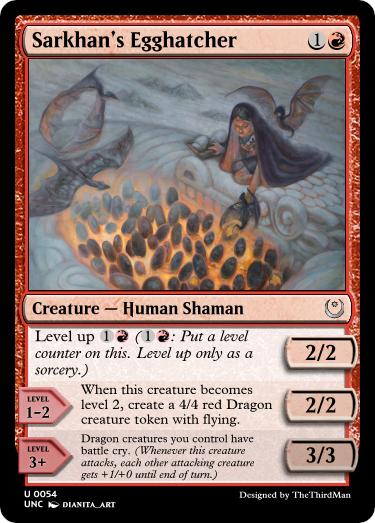 Sarkhan's Egghatcher 1
Creature — Human Shaman
Level up 1 (1: Put a level
counter on this. Level up only as a
sorcery.)
2/2
LEVEL
1-2
When this creature becomes
level 2, create a 4/4 red Dragon
creature token with flying.
2/2
LEVEL
3+
Dragon creatures you control have
battle cry. (Whenever this creature
attacks, each other attacking creature
gets +1/+0 until end of turn.)
3/3
U 0054
UNC DIANITA_ART
Designed by TheThirdMan